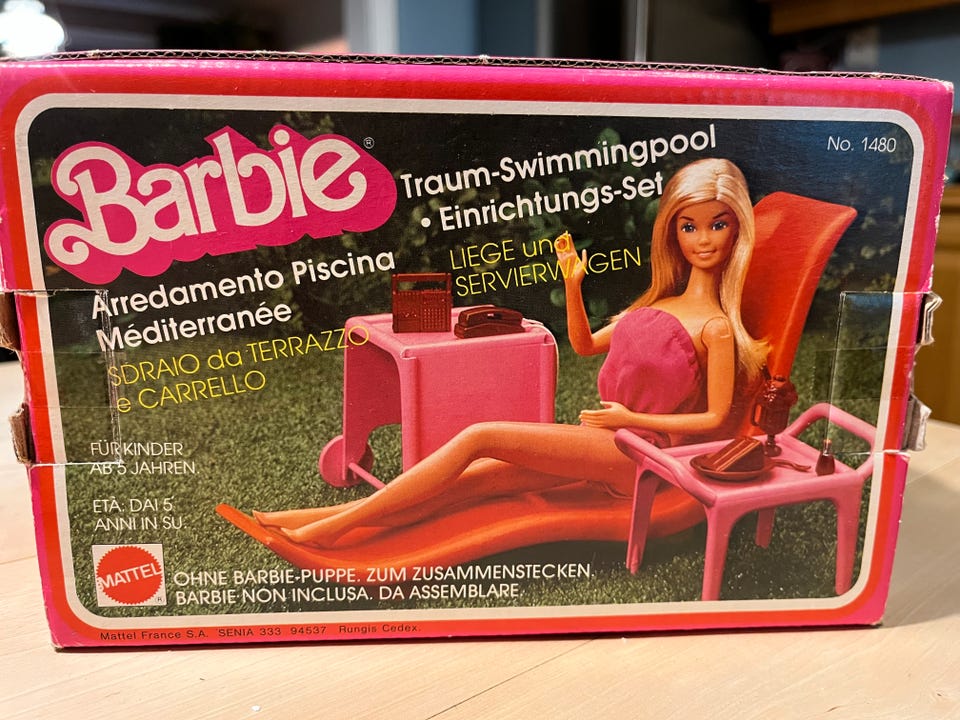 Barbie®
Traum-Swimmingpool
• Einrichtungs-Set
No. 1480
LIEGE und
SERVIERWAGEN
Arredamento Piscina
Méditerranée
SDRAIO da TERRAZZO
e CARRELLO
FÜR KINDER
AB 5 JAHREN.
ETÀ: DAI 5
ANNI IN SU.
MATTEL
®
OHNE BARBIE-PUPPE. ZUM ZUSAMMENSTECKEN.
BARBIE NON INCLUSA. DA ASSEMBLARE.
Mattel France S.A. SENIA 333 94537 Rungis Cedex.